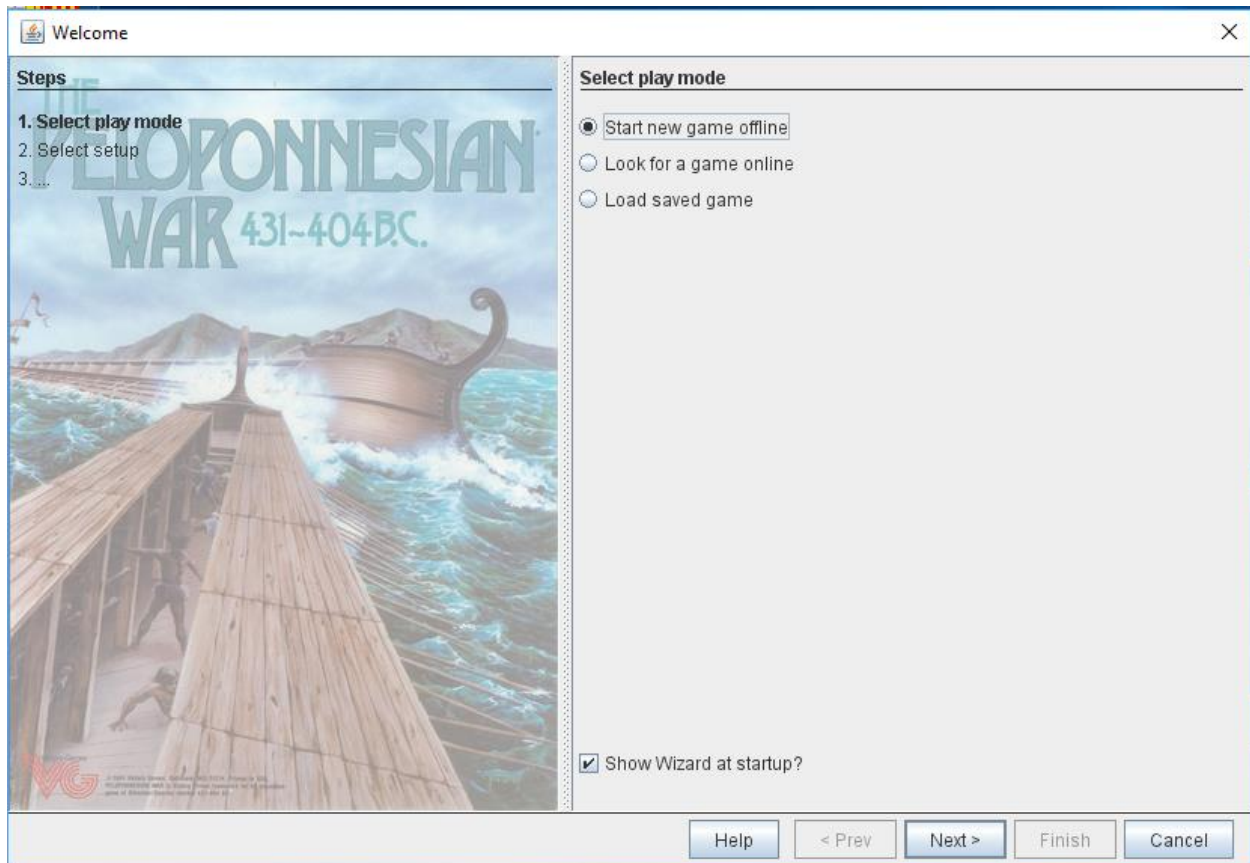 Welcome
Steps
1. Select play mode
2. Select setup
3. ...
THE
PELOPONNESIAN
WAR 431~404 B.C.
VG
Select play mode
Start new game offline
Look for a game online
Load saved game
Show Wizard at startup?
Help
< Prev
Next >
Finish
Cancel